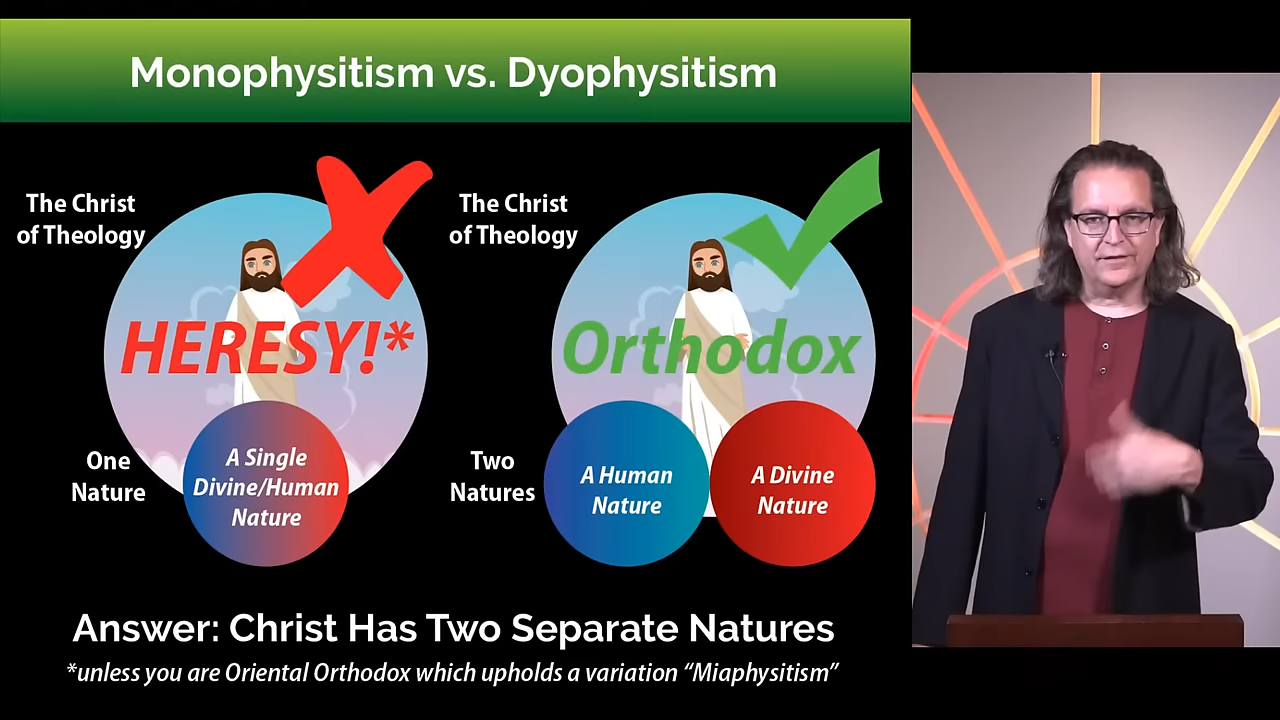 Monophysitism vs. Dyophysitism
The Christ
of Theology
HERESY!*
One
Nature
A Single
Divine/Human
Nature
The Christ
of Theology
Orthodox
Two
Natures
A Human
Nature
A Divine
Nature
Answer: Christ Has Two Separate Natures
*unless you are Oriental Orthodox which upholds a variation “Miaphysitism”